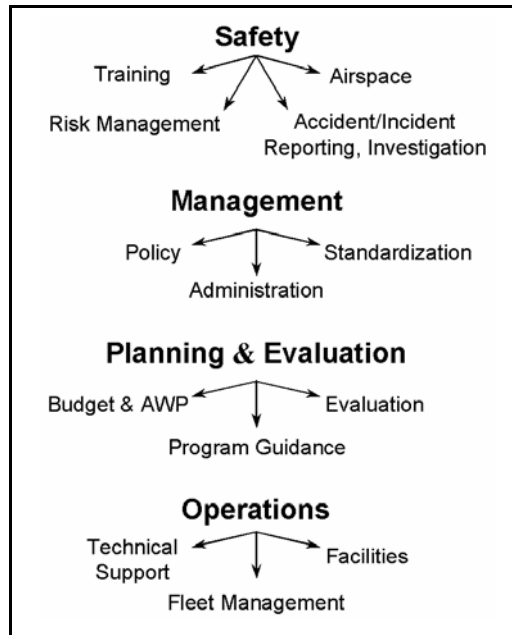 Safety
Training
Airspace
Risk Management
Accident/Incident
Reporting, Investigation
Management
Policy
Standardization
Administration
Planning & Evaluation
Budget & AWP
Evaluation
Program Guidance
Operations
Technical
Support
Facilities
Fleet Management